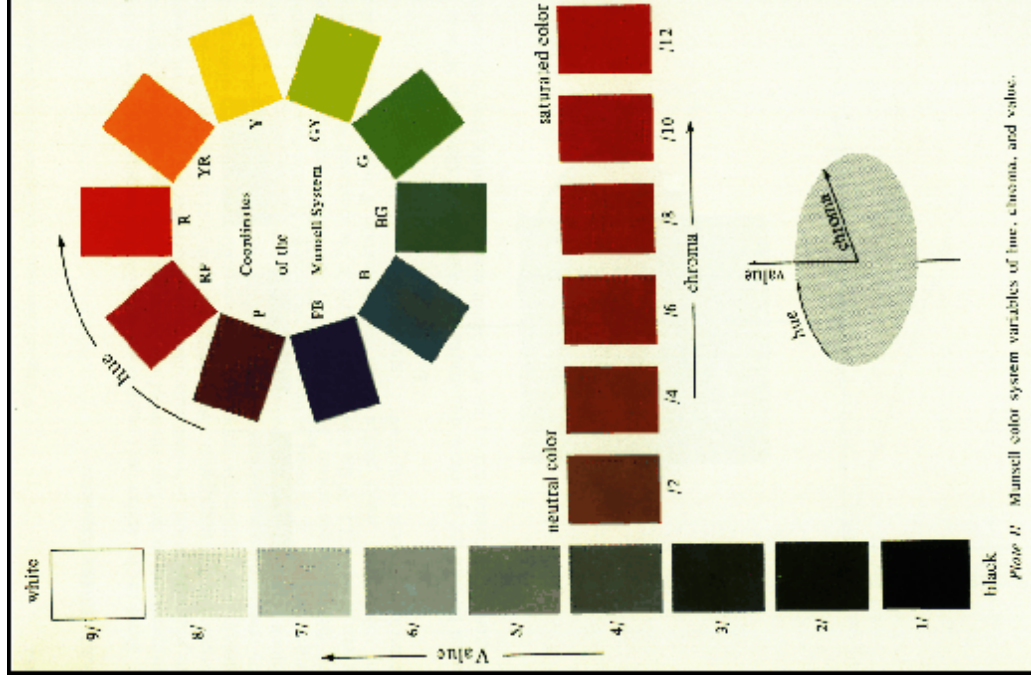 Value
1/ 2/ 3/ 4/ 5/ 6/ 7/ 8/ 9/
black
white
neutral color
saturated color
/2 /4 /6 /8 /10 /12
chroma
hue
P
RP
R
YR
Y
GY
G
BG
B
PB
Coordinates
of the
Munsell System
value
hue
chroma
Plate II Munsell color system variables of hue, chroma, and value.